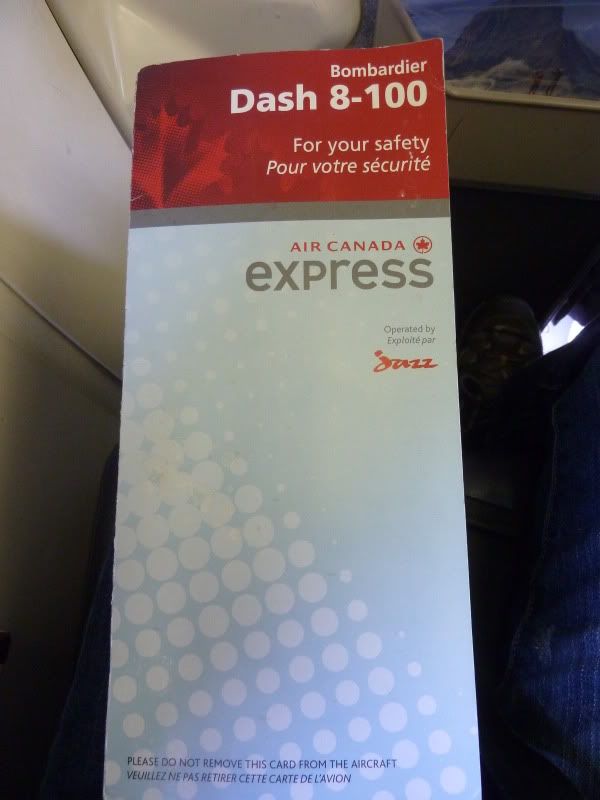 Bombardier
Dash 8-100
For your safety
Pour votre sécurité
AIR CANADA
express
Operated by
Exploité par
Jazz
PLEASE DO NOT REMOVE THIS CARD FROM THE AIRCRAFT
VEUILLEZ NE PAS RETIRER CETTE CARTE DE L'AVION